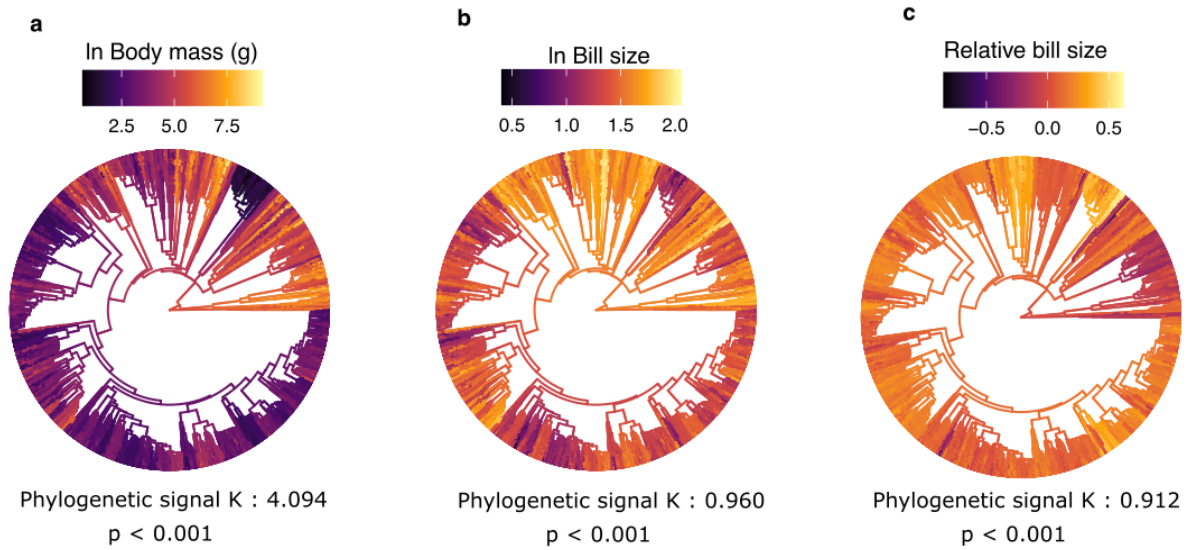 a
ln Body mass (g)
2.5 5.0 7.5
Phylogenetic signal K : 4.094
p < 0.001
b
ln Bill size
0.5 1.0 1.5 2.0
Phylogenetic signal K : 0.960
p < 0.001
c
Relative bill size
−0.5 0.0 0.5
Phylogenetic signal K : 0.912
p < 0.001